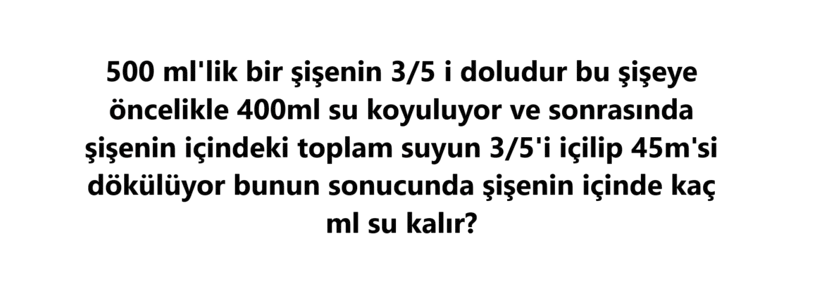 500 ml'lik bir şişenin 3/5 i doludur bu şişeye
öncelikle 400ml su koyuluyor ve sonrasında
şişenin içindeki toplam suyun 3/5'i içilip 45m'si
dökülüyor bunun sonucunda şişenin içinde kaç
ml su kalır?